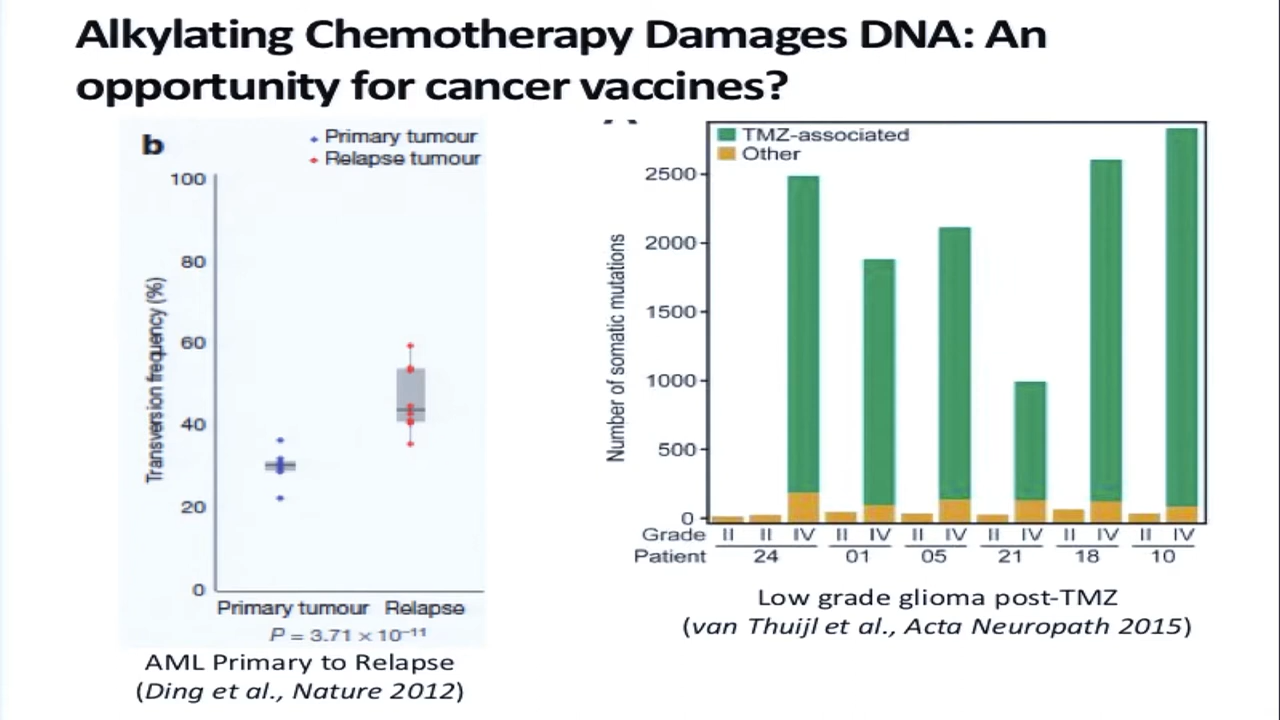 Alkylating Chemotherapy Damages DNA: An
opportunity for cancer vaccines?
b
Primary tumour
Relapse tumour
100
80
60
40
20
0
Transversion frequency (%)
Primary tumour Relapse
P = 3.71 × 10⁻¹¹
AML Primary to Relapse
(Ding et al., Nature 2012)
TMZ-associated
Other
2500
2000
1500
1000
500
0
Number of somatic mutations
Grade II II IV II IV II IV II IV II IV II IV
Patient 24 01 05 21 18 10
Low grade glioma post-TMZ
(van Thuijl et al., Acta Neuropath 2015)